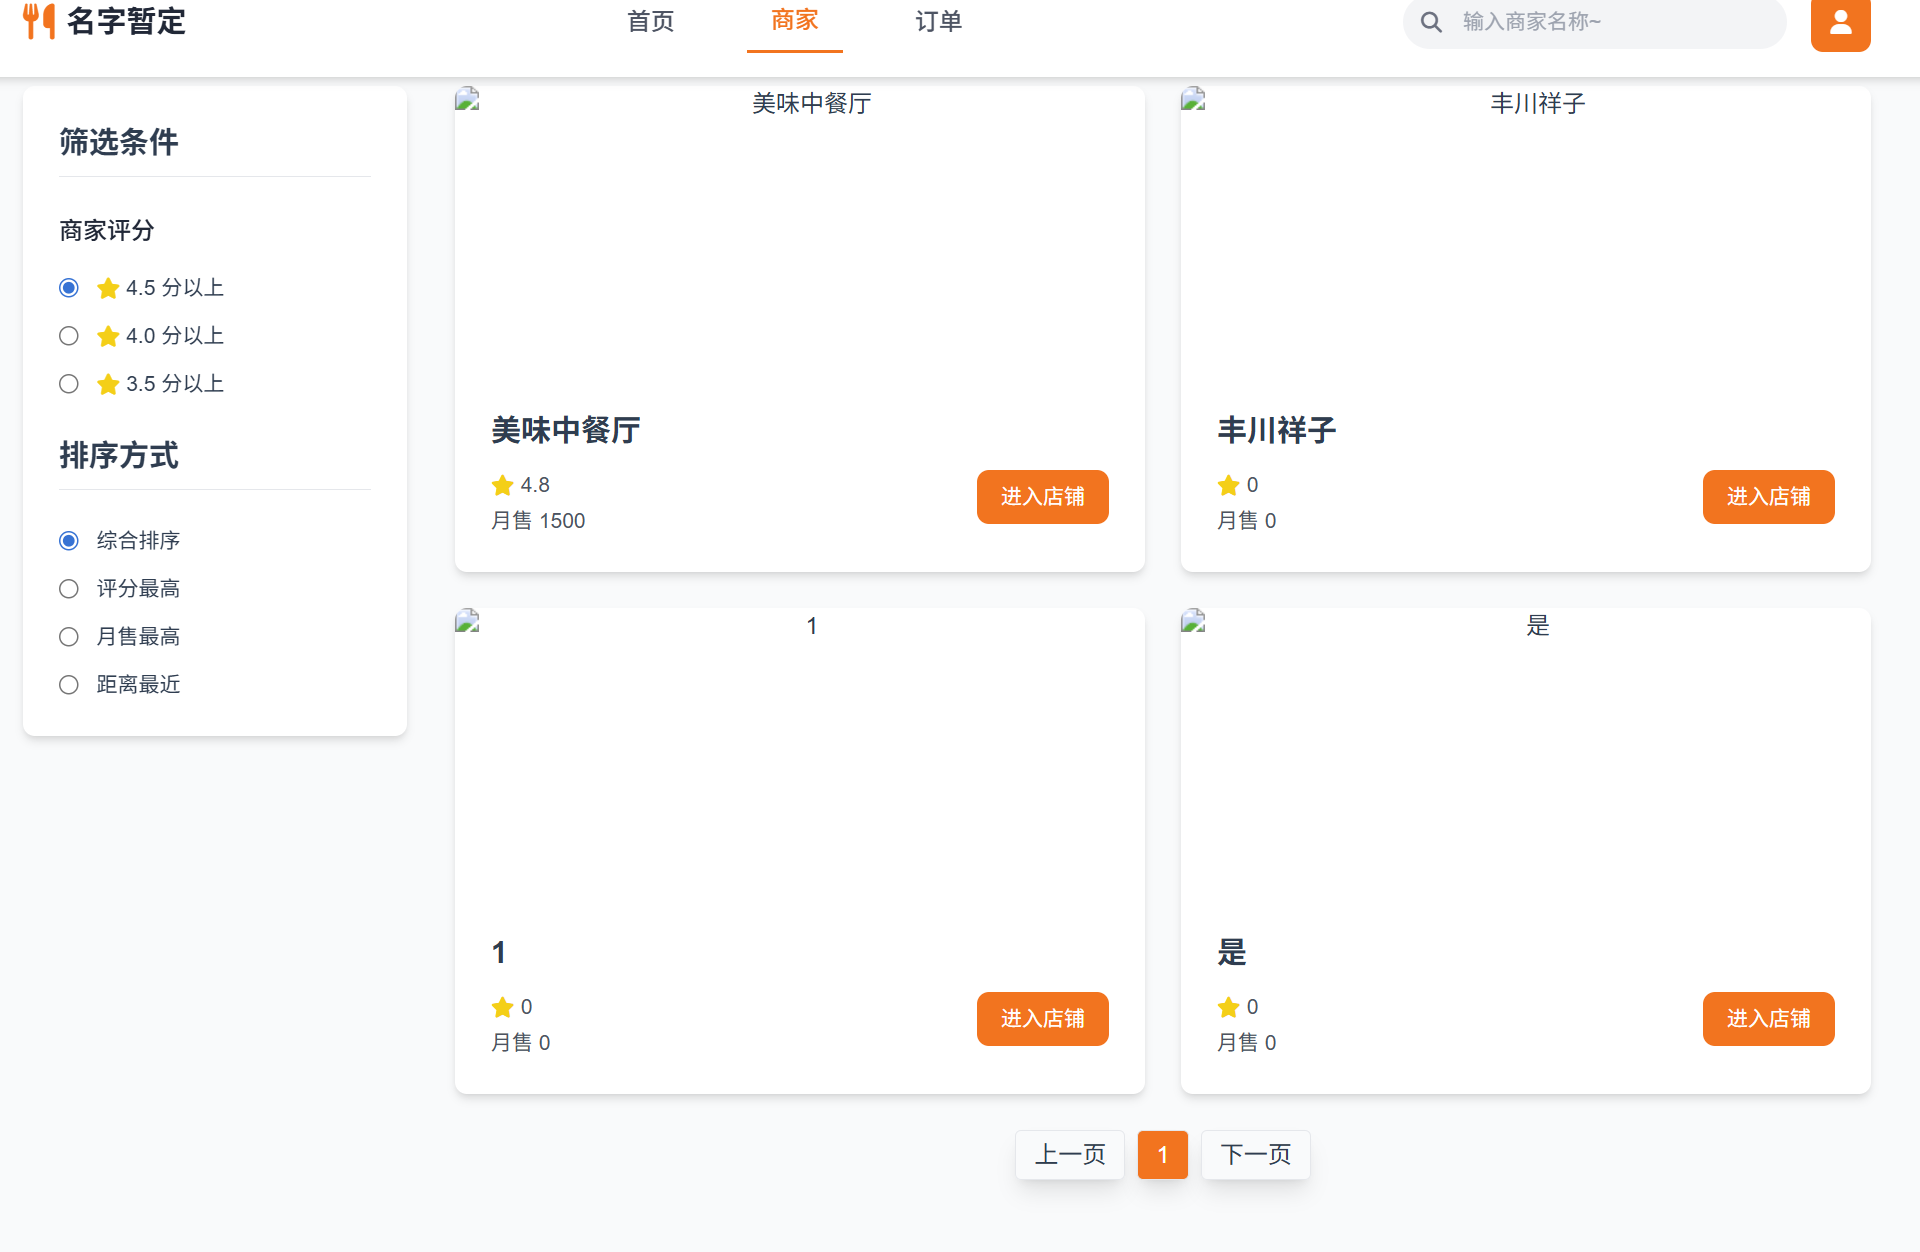 名字暂定
首页
商家
订单
输入商家名称~
筛选条件
商家评分
4.5 分以上
4.0 分以上
3.5 分以上
排序方式
综合排序
评分最高
月售最高
距离最近
美味中餐厅
美味中餐厅
4.8
月售 1500
进入店铺
丰川祥子
丰川祥子
0
月售 0
进入店铺
1
1
0
月售 0
进入店铺
是
是
0
月售 0
进入店铺
上一页
1
下一页